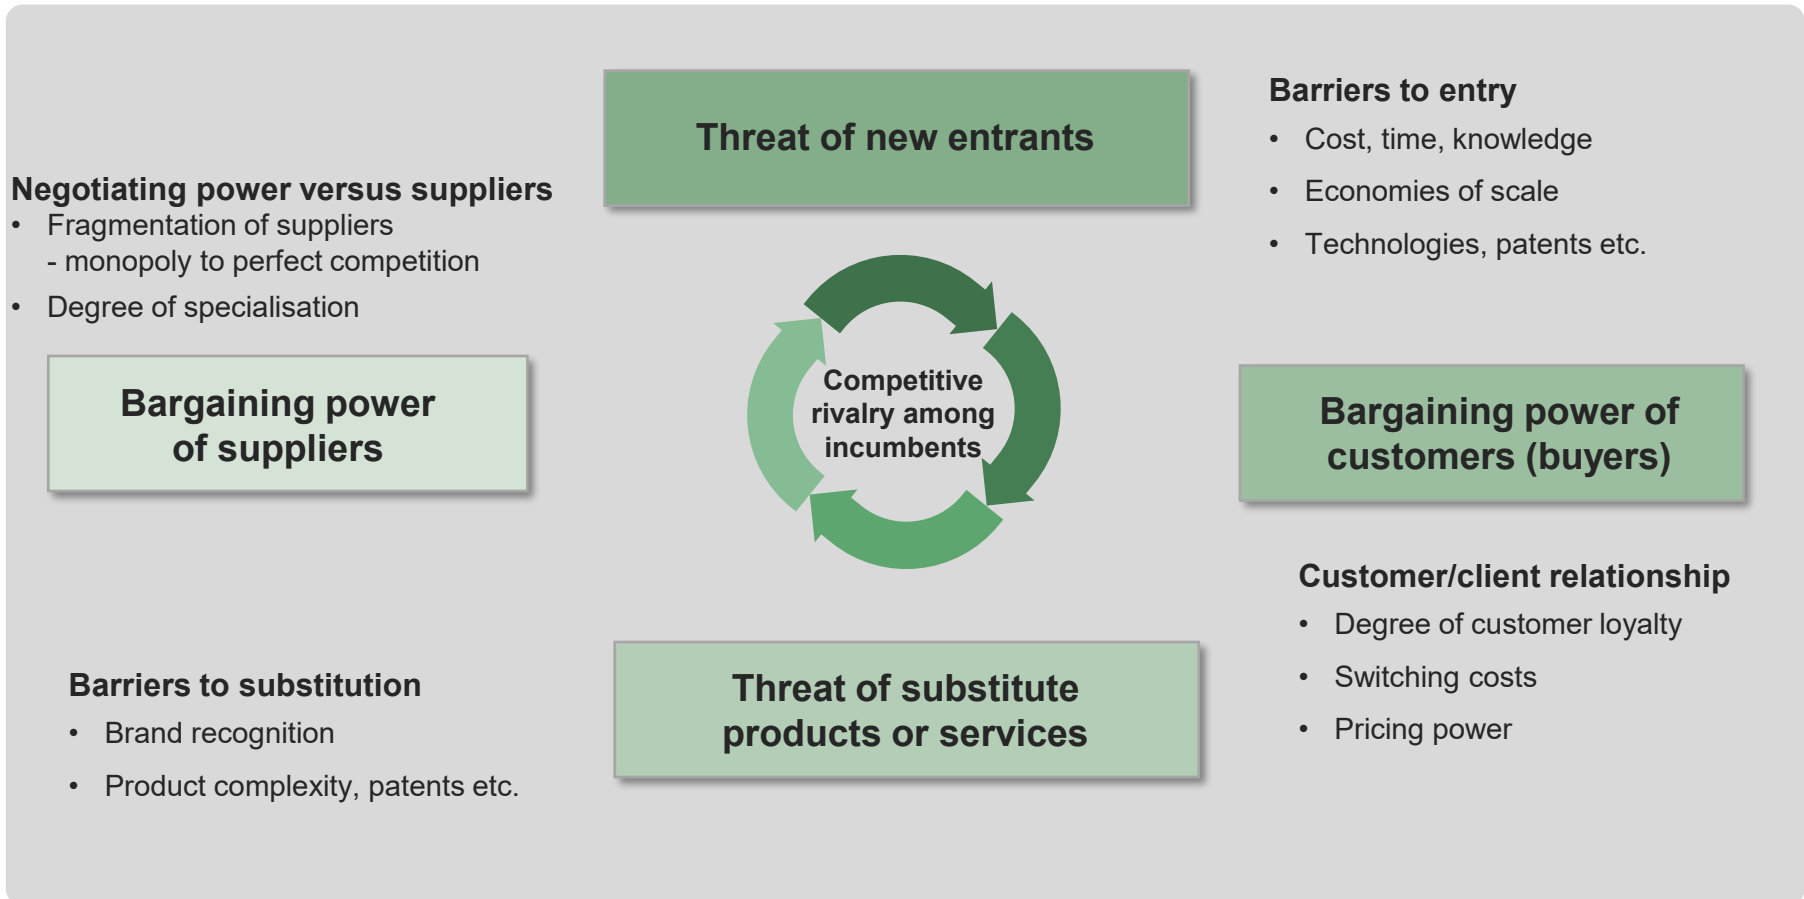 Threat of new entrants
Barriers to entry
• Cost, time, knowledge
• Economies of scale
• Technologies, patents etc.
Negotiating power versus suppliers
• Fragmentation of suppliers
- monopoly to perfect competition
• Degree of specialisation
Bargaining power
of suppliers
Competitive
rivalry among
incumbents
Bargaining power of
customers (buyers)
Customer/client relationship
• Degree of customer loyalty
• Switching costs
• Pricing power
Threat of substitute
products or services
Barriers to substitution
• Brand recognition
• Product complexity, patents etc.